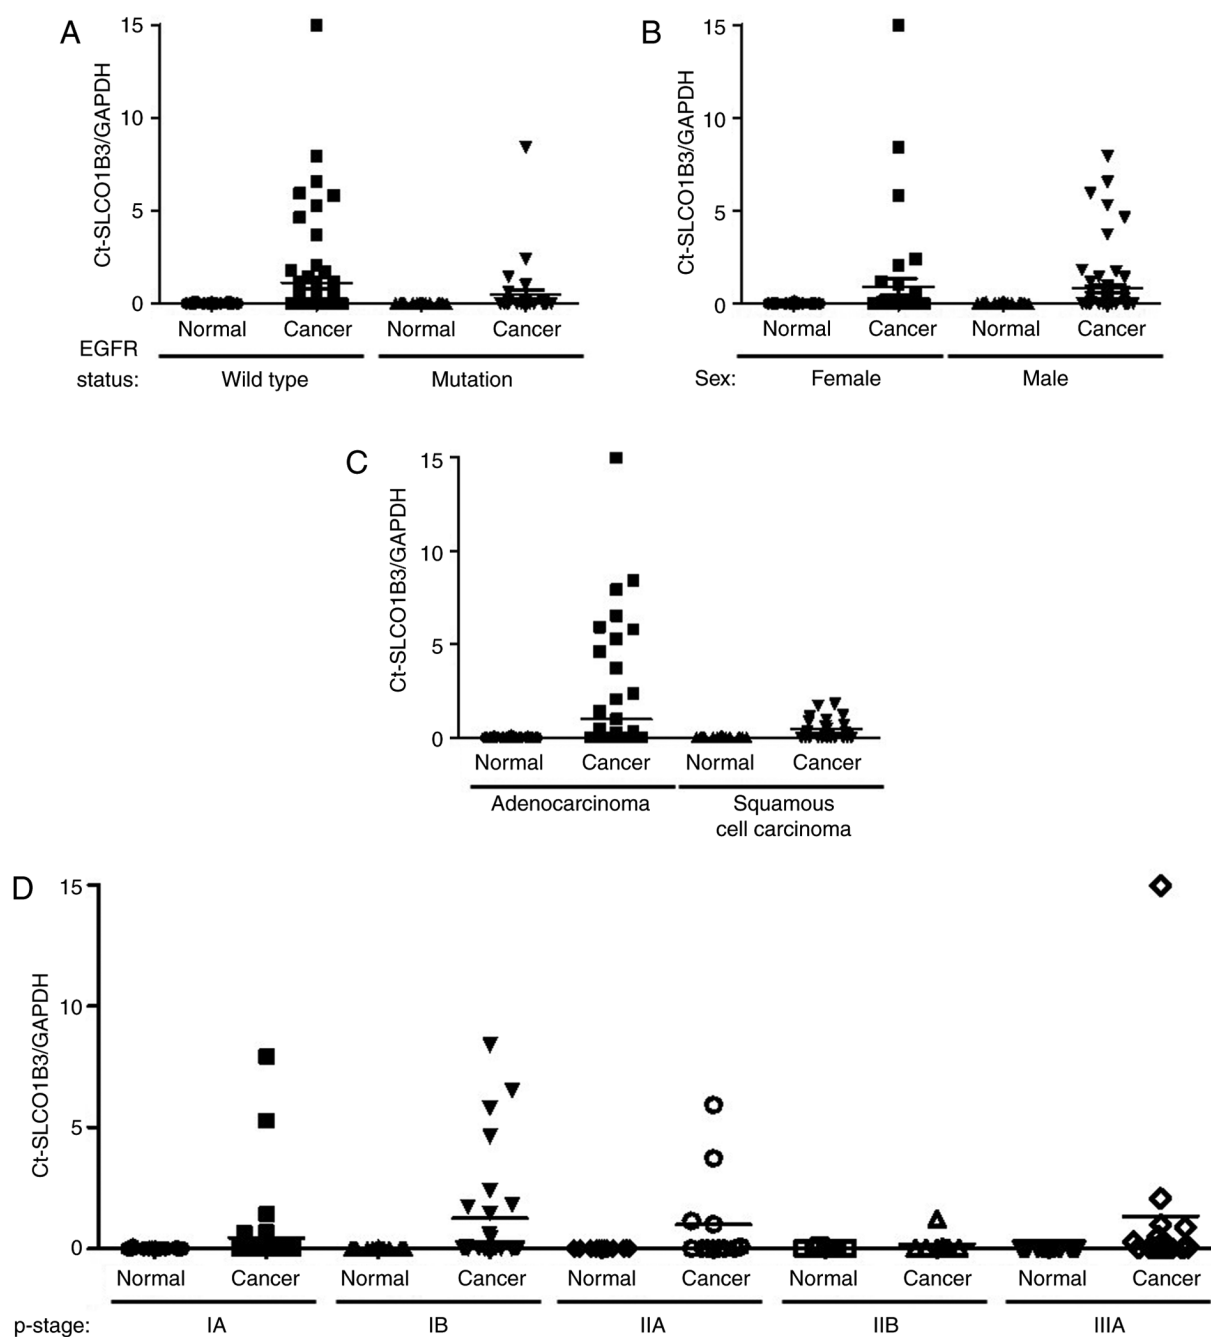 A
B
Ct-SLCO1B3/GAPDH
15
10
5
0
Normal Cancer Normal Cancer
EGFR
status: Wild type Mutation
Ct-SLCO1B3/GAPDH
15
10
5
0
Normal Cancer Normal Cancer
Sex: Female Male
C
Ct-SLCO1B3/GAPDH
15
10
5
0
Normal Cancer Normal Cancer
Adenocarcinoma Squamous
cell carcinoma
D
Ct-SLCO1B3/GAPDH
15
10
5
0
Normal Cancer Normal Cancer Normal Cancer Normal Cancer Normal Cancer
p-stage: IA IB IIA IIB IIIA